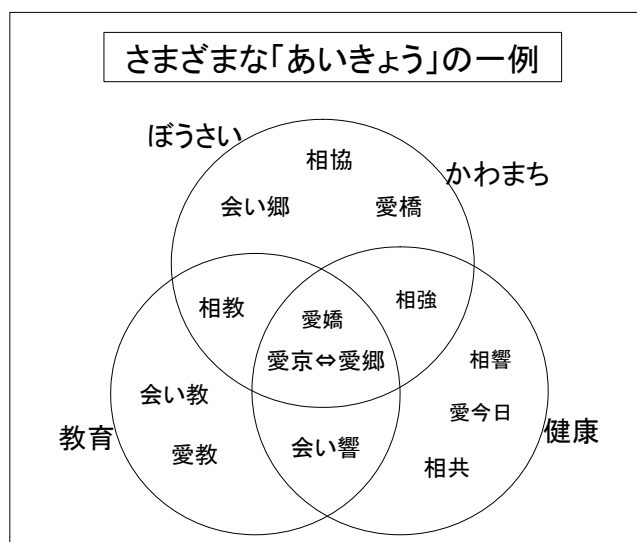 さまざまな「あいきょう」の一例
ぼうさい
相協
かわまち
会い郷
愛橋
相教
愛嬌
相強
愛京⇔愛郷
相響
会い教
愛今日
教育
愛教
会い響
健康
相共